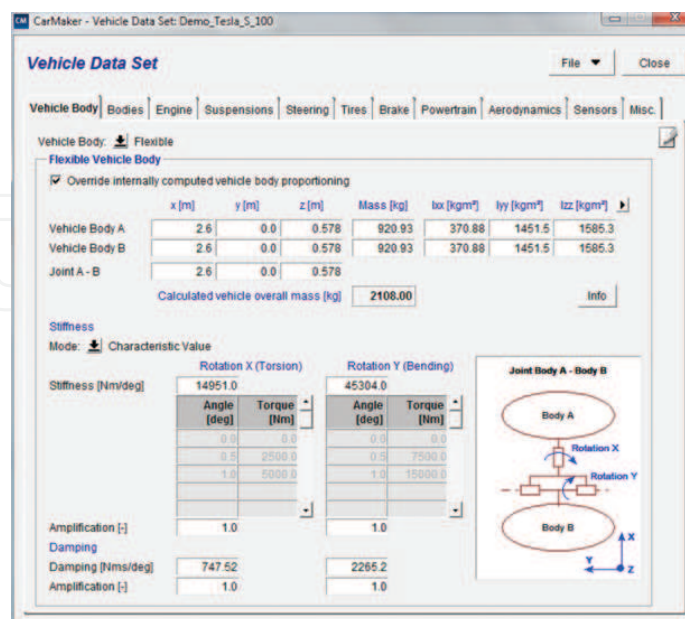 CM CarMaker - Vehicle Data Set: Demo_Tesla_S_100
Vehicle Data Set File Close
Vehicle Body Bodies Engine Suspensions Steering Tires Brake Powertrain Aerodynamics Sensors Misc.
Vehicle Body: Flexible
Flexible Vehicle Body
Override internally computed vehicle body proportioning
x [m] y [m] z [m] Mass [kg] Ixx [kgm²] Iyy [kgm²] Izz [kgm²]
Vehicle Body A 2.6 0.0 0.578 920.93 370.88 1451.5 1585.3
Vehicle Body B 2.6 0.0 0.578 920.93 370.88 1451.5 1585.3
Joint A - B 2.6 0.0 0.578
Calculated vehicle overall mass [kg] 2108.00 Info
Stiffness
Mode: Characteristic Value
Rotation X (Torsion) Rotation Y (Bending)
Stiffness [Nm/deg] 14951.0 45304.0
Angle [deg] Torque [Nm] Angle [deg] Torque [Nm]
0.0 0.0 0.0 0.0
0.5 2500.0 0.5 7500.0
1.0 5000.0 1.0 15000.0
Amplification [-] 1.0 1.0
Damping
Damping [Nms/deg] 747.52 2265.2
Amplification [-] 1.0 1.0
Joint Body A - Body B
Body A
Rotation X
Rotation Y
Body B
X
Y
Z